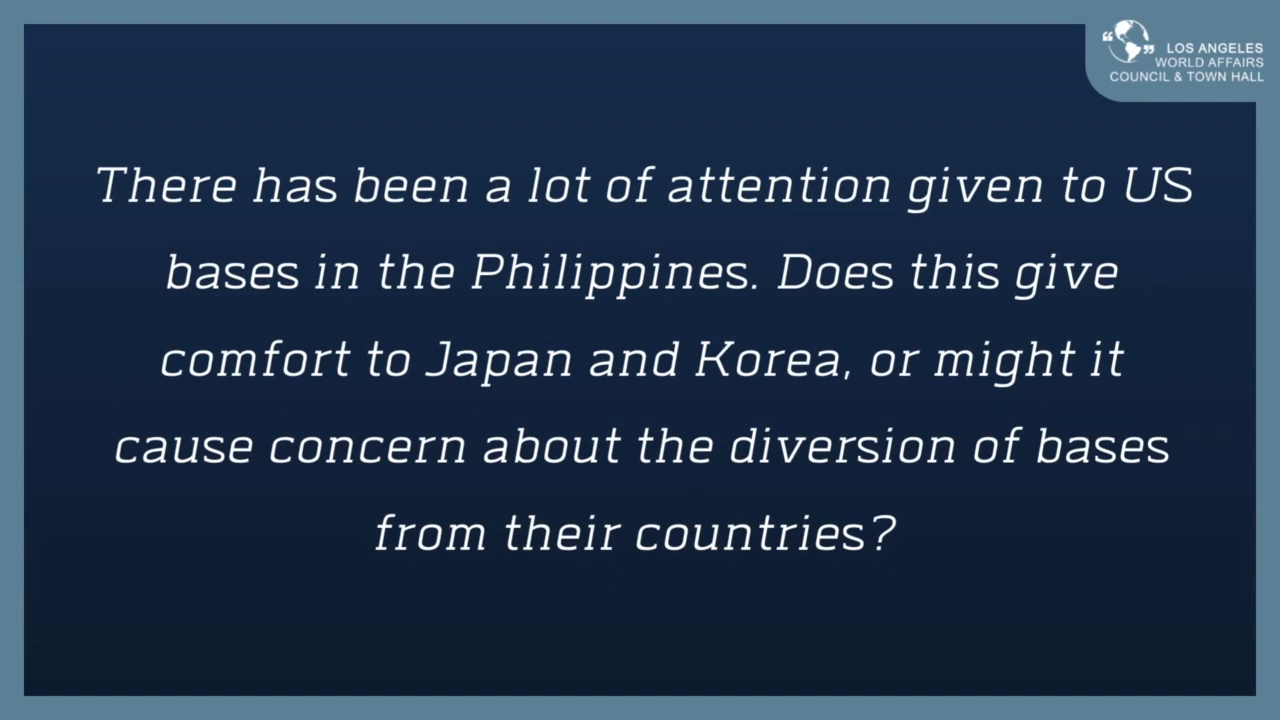 LOS ANGELES
WORLD AFFAIRS
COUNCIL & TOWN HALL
There has been a lot of attention given to US
bases in the Philippines. Does this give
comfort to Japan and Korea, or might it
cause concern about the diversion of bases
from their countries?